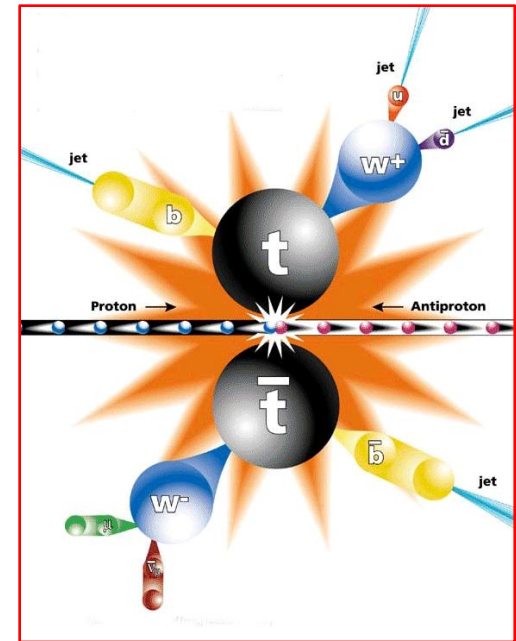 jet
u
jet
d̄
W+
jet
b
t
Proton →
← Antiproton
t̄
b̄
jet
W-
μ
ν̄μ